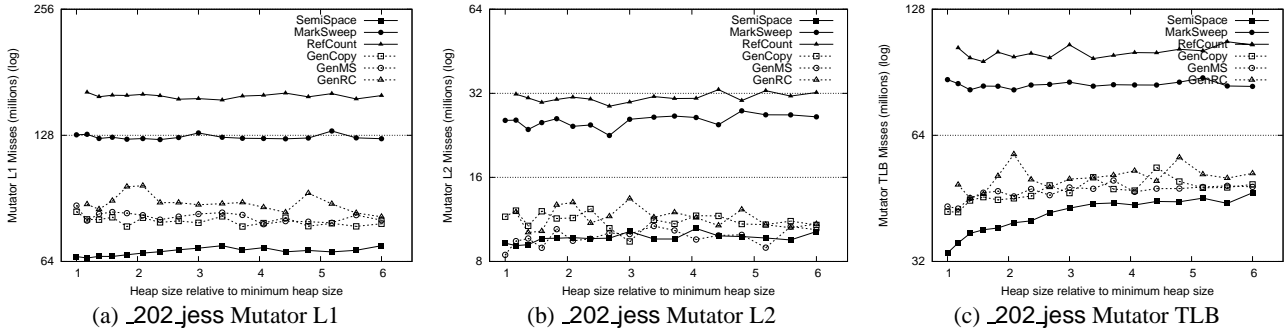 256
128
64
1
2
3
4
5
6
Mutator L1 Misses (millions) (log)
Heap size relative to minimum heap size
SemiSpace
MarkSweep
RefCount
GenCopy
GenMS
GenRC
(a) _202_jess Mutator L1
64
32
16
8
1
2
3
4
5
6
Mutator L2 Misses (millions) (log)
Heap size relative to minimum heap size
SemiSpace
MarkSweep
RefCount
GenCopy
GenMS
GenRC
(b) _202_jess Mutator L2
128
64
32
1
2
3
4
5
6
Mutator TLB Misses (millions) (log)
Heap size relative to minimum heap size
SemiSpace
MarkSweep
RefCount
GenCopy
GenMS
GenRC
(c) _202_jess Mutator TLB